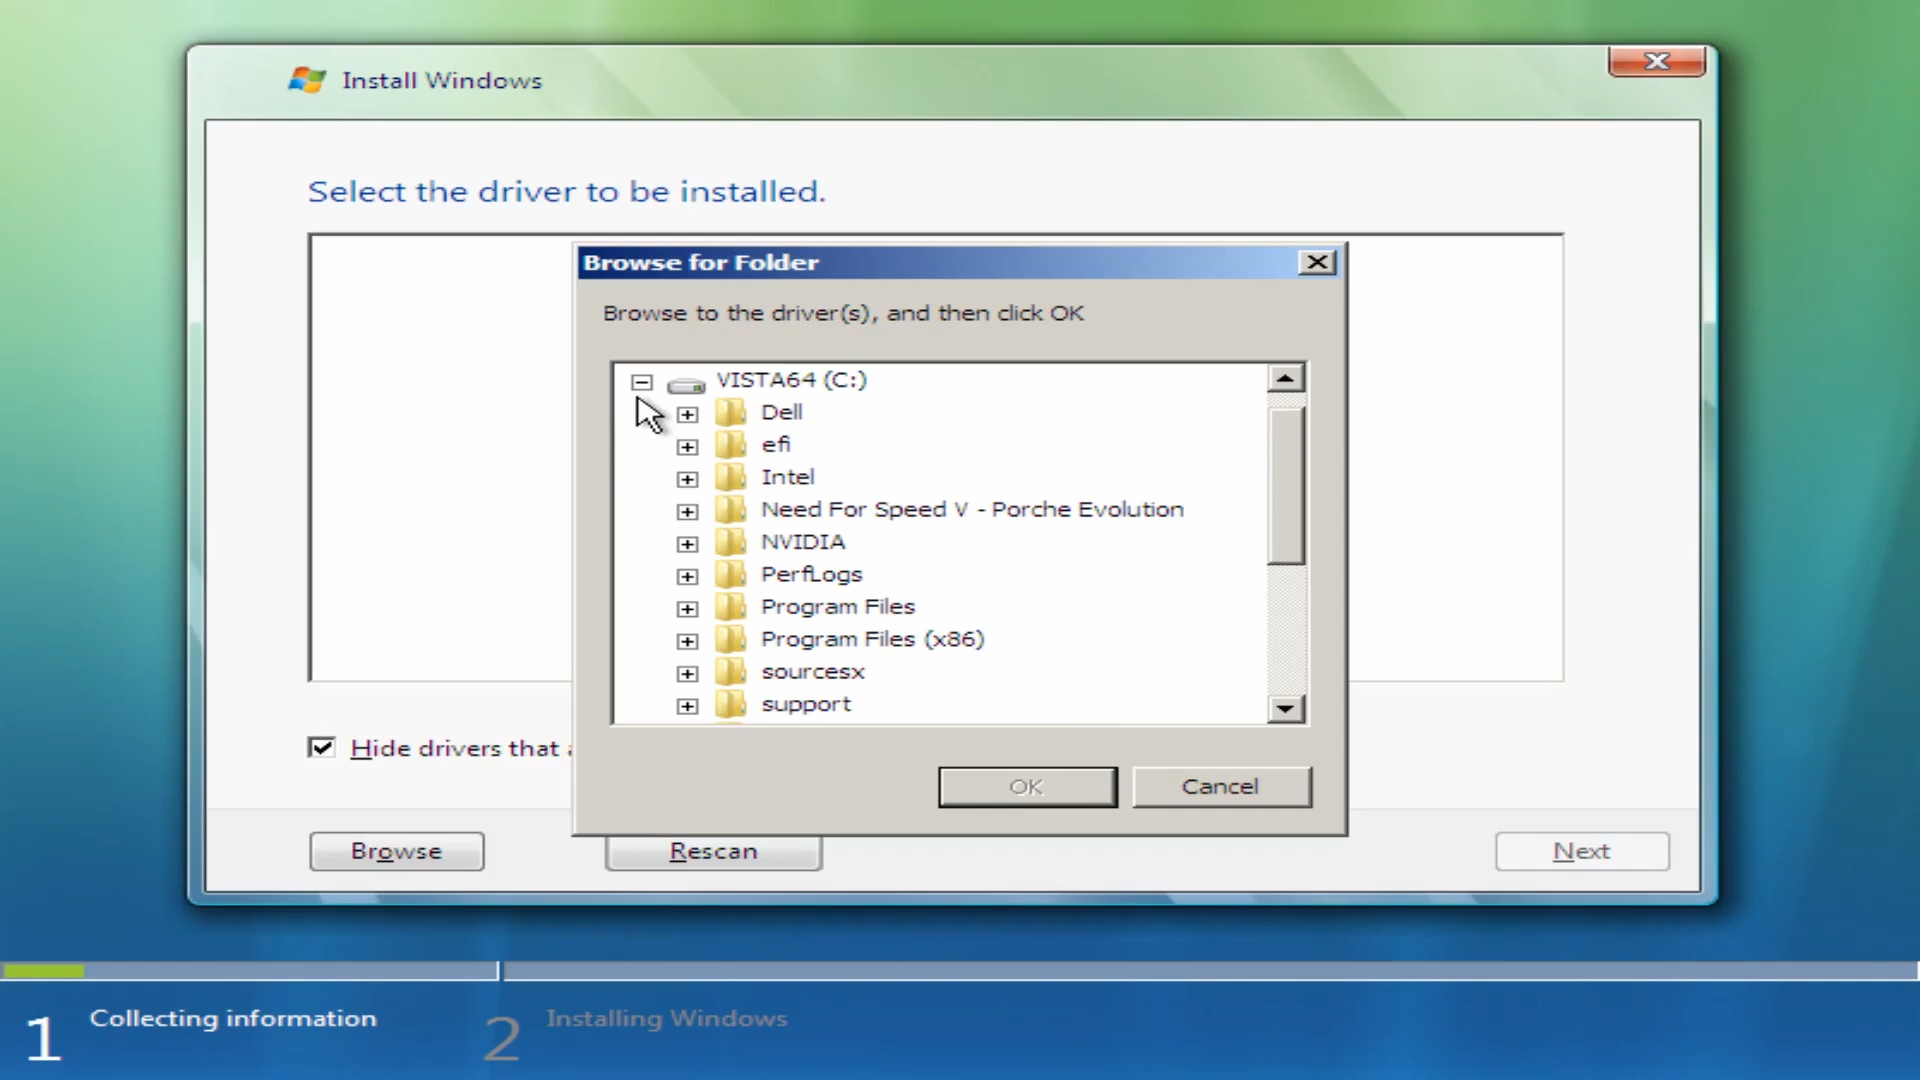 Install Windows
Select the driver to be installed.
Browse for Folder
Browse to the driver(s), and then click OK
VISTA64 (C:)
Dell
efi
Intel
Need For Speed V - Porche Evolution
NVIDIA
PerfLogs
Program Files
Program Files (x86)
sourcesx
support
OK
Cancel
Hide drivers that
Browse
Rescan
Next
1 Collecting information
2 Installing Windows